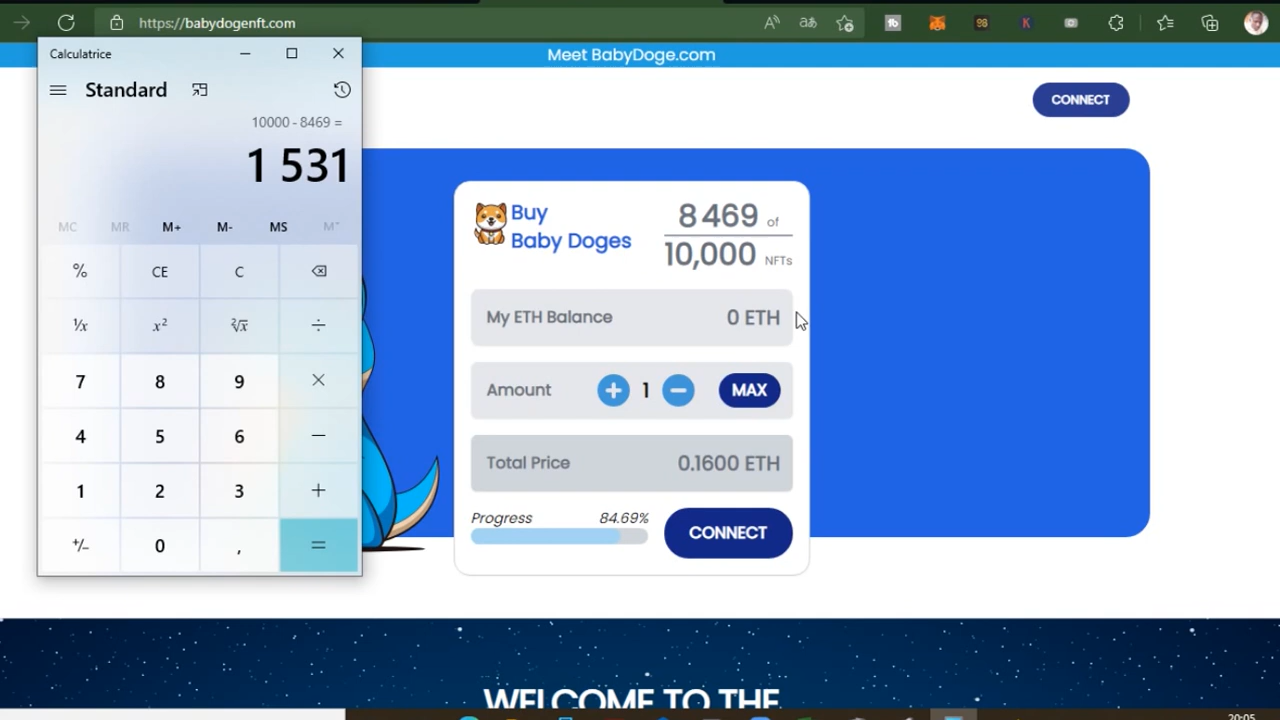 https://babydogenft.com
Meet BabyDoge.com
Calculatrice
Standard
10000 - 8469 =
1 531
MC MR M+ M- MS
% CE C
¹/x x² ²√x ÷
7 8 9 ×
4 5 6 −
1 2 3 +
+/− 0 , =
CONNECT
Buy
Baby Doges
8469 of
10,000 NFTs
My ETH Balance 0 ETH
Amount + 1 − MAX
Total Price 0.1600 ETH
Progress 84.69%
CONNECT
WELCOME TO THE
20:05